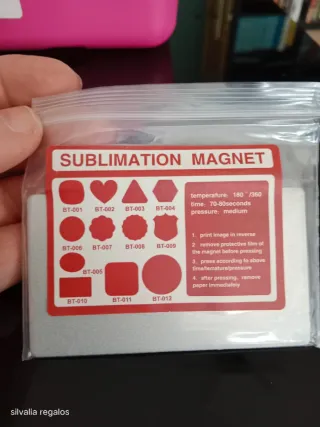 SUBLIMATION MAGNET
BT-001 BT-002 BT-003 BT-004
BT-006 BT-007 BT-008 BT-009
BT-005
BT-010 BT-011 BT-013
temperature: 180°/360
time: 70-80seconds
pressure: medium
1. print image in reverse
2 remove protective film of
the magnet before pressing
3. press according to above
time/temature/pressure
4. after pressing, remove
paper immediately
silvalia regalos